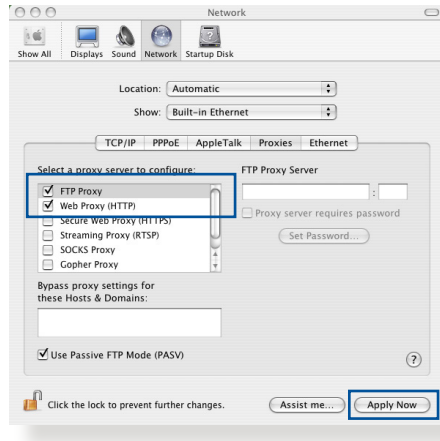 Network
Show All Displays Sound Network Startup Disk
Location: Automatic
Show: Built-in Ethernet
TCP/IP PPPoE AppleTalk Proxies Ethernet
Select a proxy server to configure:
FTP Proxy
Web Proxy (HTTP)
Secure Web Proxy (HTTPS)
Streaming Proxy (RTSP)
SOCKS Proxy
Gopher Proxy
FTP Proxy Server
:
Proxy server requires password
Set Password...
Bypass proxy settings for
these Hosts & Domains:
Use Passive FTP Mode (PASV)
?
Click the lock to prevent further changes.
Assist me... Apply Now